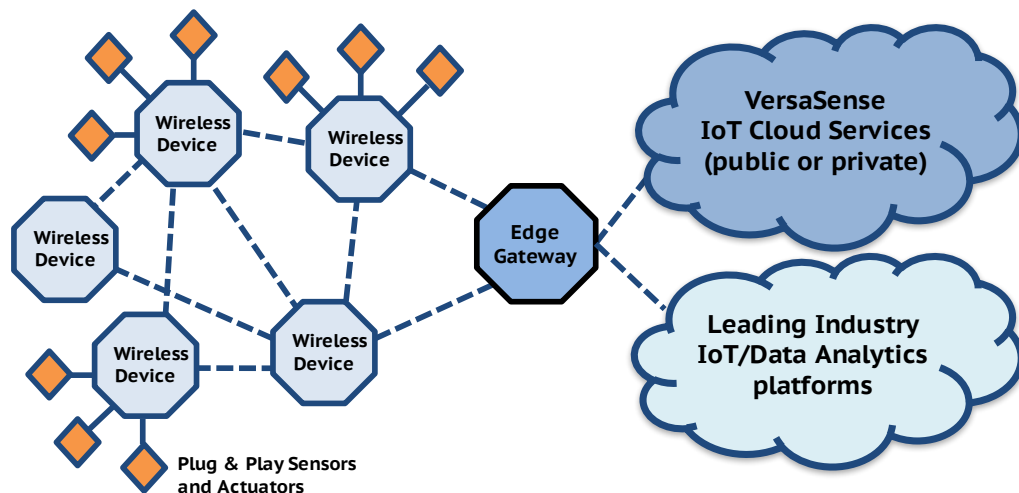 Wireless
Device
Wireless
Device
Wireless
Device
Wireless
Device
Wireless
Device
Edge
Gateway
VersaSense
IoT Cloud Services
(public or private)
Leading Industry
IoT/Data Analytics
platforms
Plug & Play Sensors
and Actuators